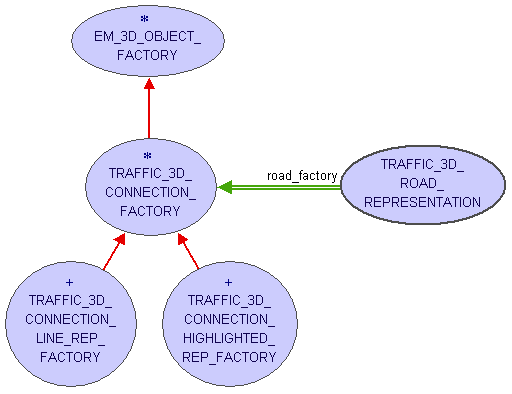 *
EM_3D_OBJECT_
FACTORY
*
TRAFFIC_3D_
CONNECTION_
FACTORY
road_factory
TRAFFIC_3D_
ROAD_
REPRESENTATION
+
TRAFFIC_3D_
CONNECTION_
LINE_REP_
FACTORY
+
TRAFFIC_3D_
CONNECTION_
HIGHLIGHTED_
REP_FACTORY